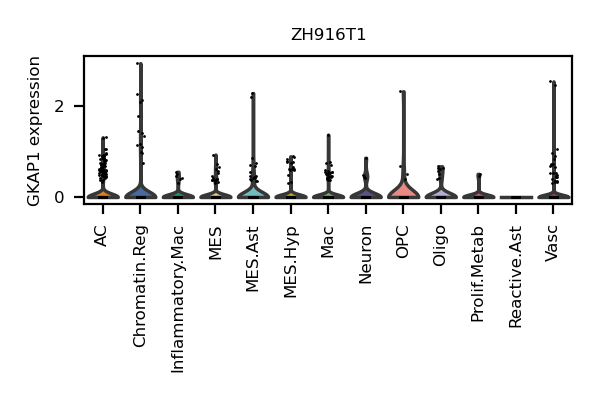 ZH916T1
GKAP1 expression
2
0
AC
Chromatin.Reg
Inflammatory.Mac
MES
MES.Ast
MES.Hyp
Mac
Neuron
OPC
Oligo
Prolif.Metab
Reactive.Ast
Vasc